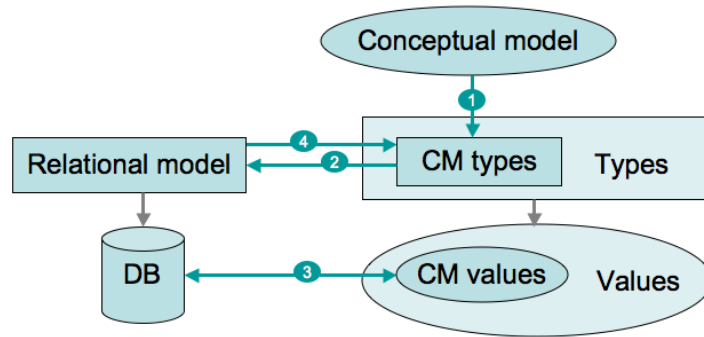 Conceptual model
1
4
Relational model
2
CM types
Types
DB
3
CM values
Values